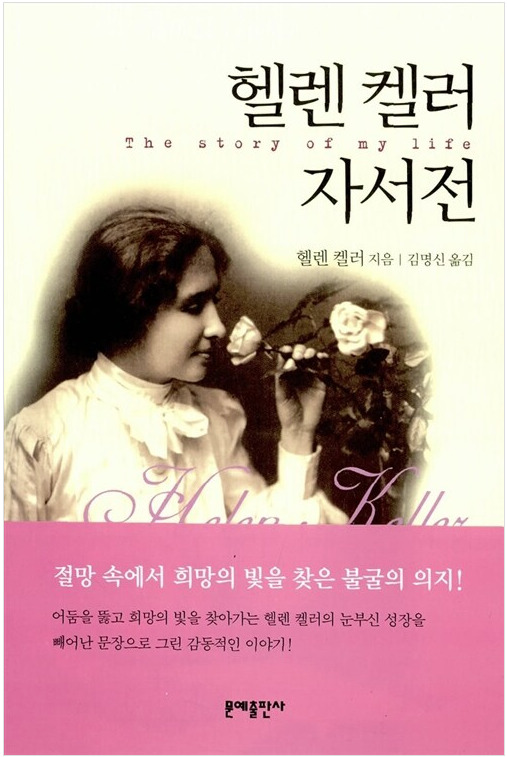 헬렌 켈러
The story of my life
자서전
헬렌 켈러 지음 | 김명신 옮김
Helen Keller
절망 속에서 희망의 빛을 찾은 불굴의 의지!
어둠을 뚫고 희망의 빛을 찾아가는 헬렌 켈러의 눈부신 성장을
빼어난 문장으로 그린 감동적인 이야기!
문예출판사